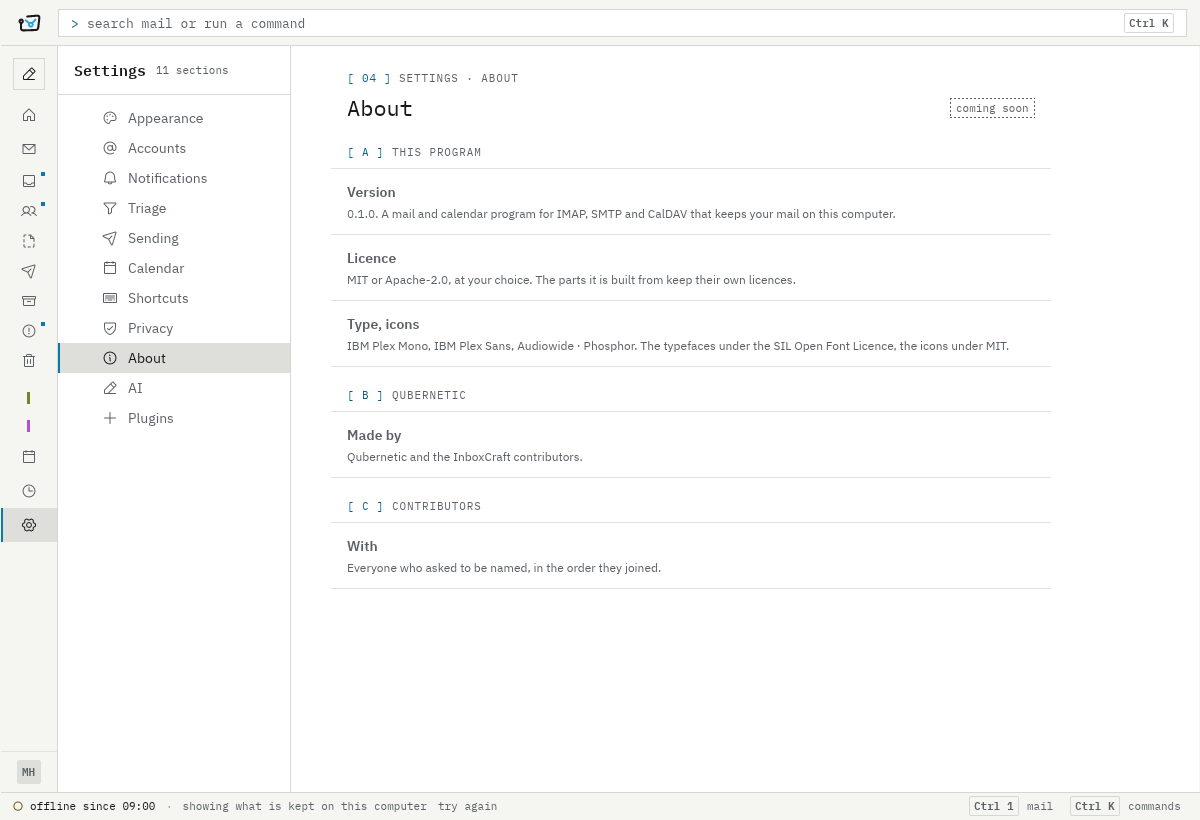 > search mail or run a command Ctrl K
Settings 11 sections
Appearance
Accounts
Notifications
Triage
Sending
Calendar
Shortcuts
Privacy
About
AI
Plugins
[ 04 ] SETTINGS · ABOUT
About
coming soon
[ A ] THIS PROGRAM
Version
0.1.0. A mail and calendar program for IMAP, SMTP and CalDAV that keeps your mail on this computer.
Licence
MIT or Apache-2.0, at your choice. The parts it is built from keep their own licences.
Type, icons
IBM Plex Mono, IBM Plex Sans, Audiowide · Phosphor. The typefaces under the SIL Open Font Licence, the icons under MIT.
[ B ] QUBERNETIC
Made by
Qubernetic and the InboxCraft contributors.
[ C ] CONTRIBUTORS
With
Everyone who asked to be named, in the order they joined.
MH
offline since 09:00 · showing what is kept on this computer try again
Ctrl 1 mail Ctrl K commands